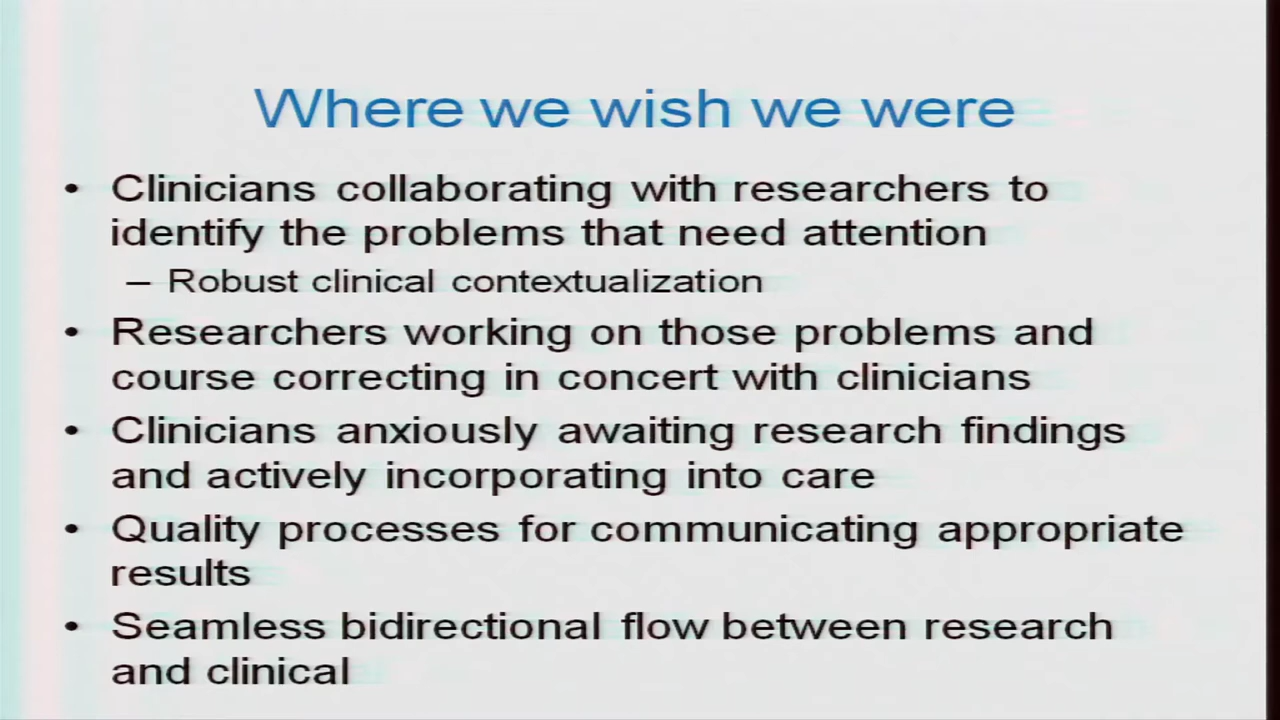 Where we wish we were
• Clinicians collaborating with researchers to
identify the problems that need attention
– Robust clinical contextualization
• Researchers working on those problems and
course correcting in concert with clinicians
• Clinicians anxiously awaiting research findings
and actively incorporating into care
• Quality processes for communicating appropriate
results
• Seamless bidirectional flow between research
and clinical